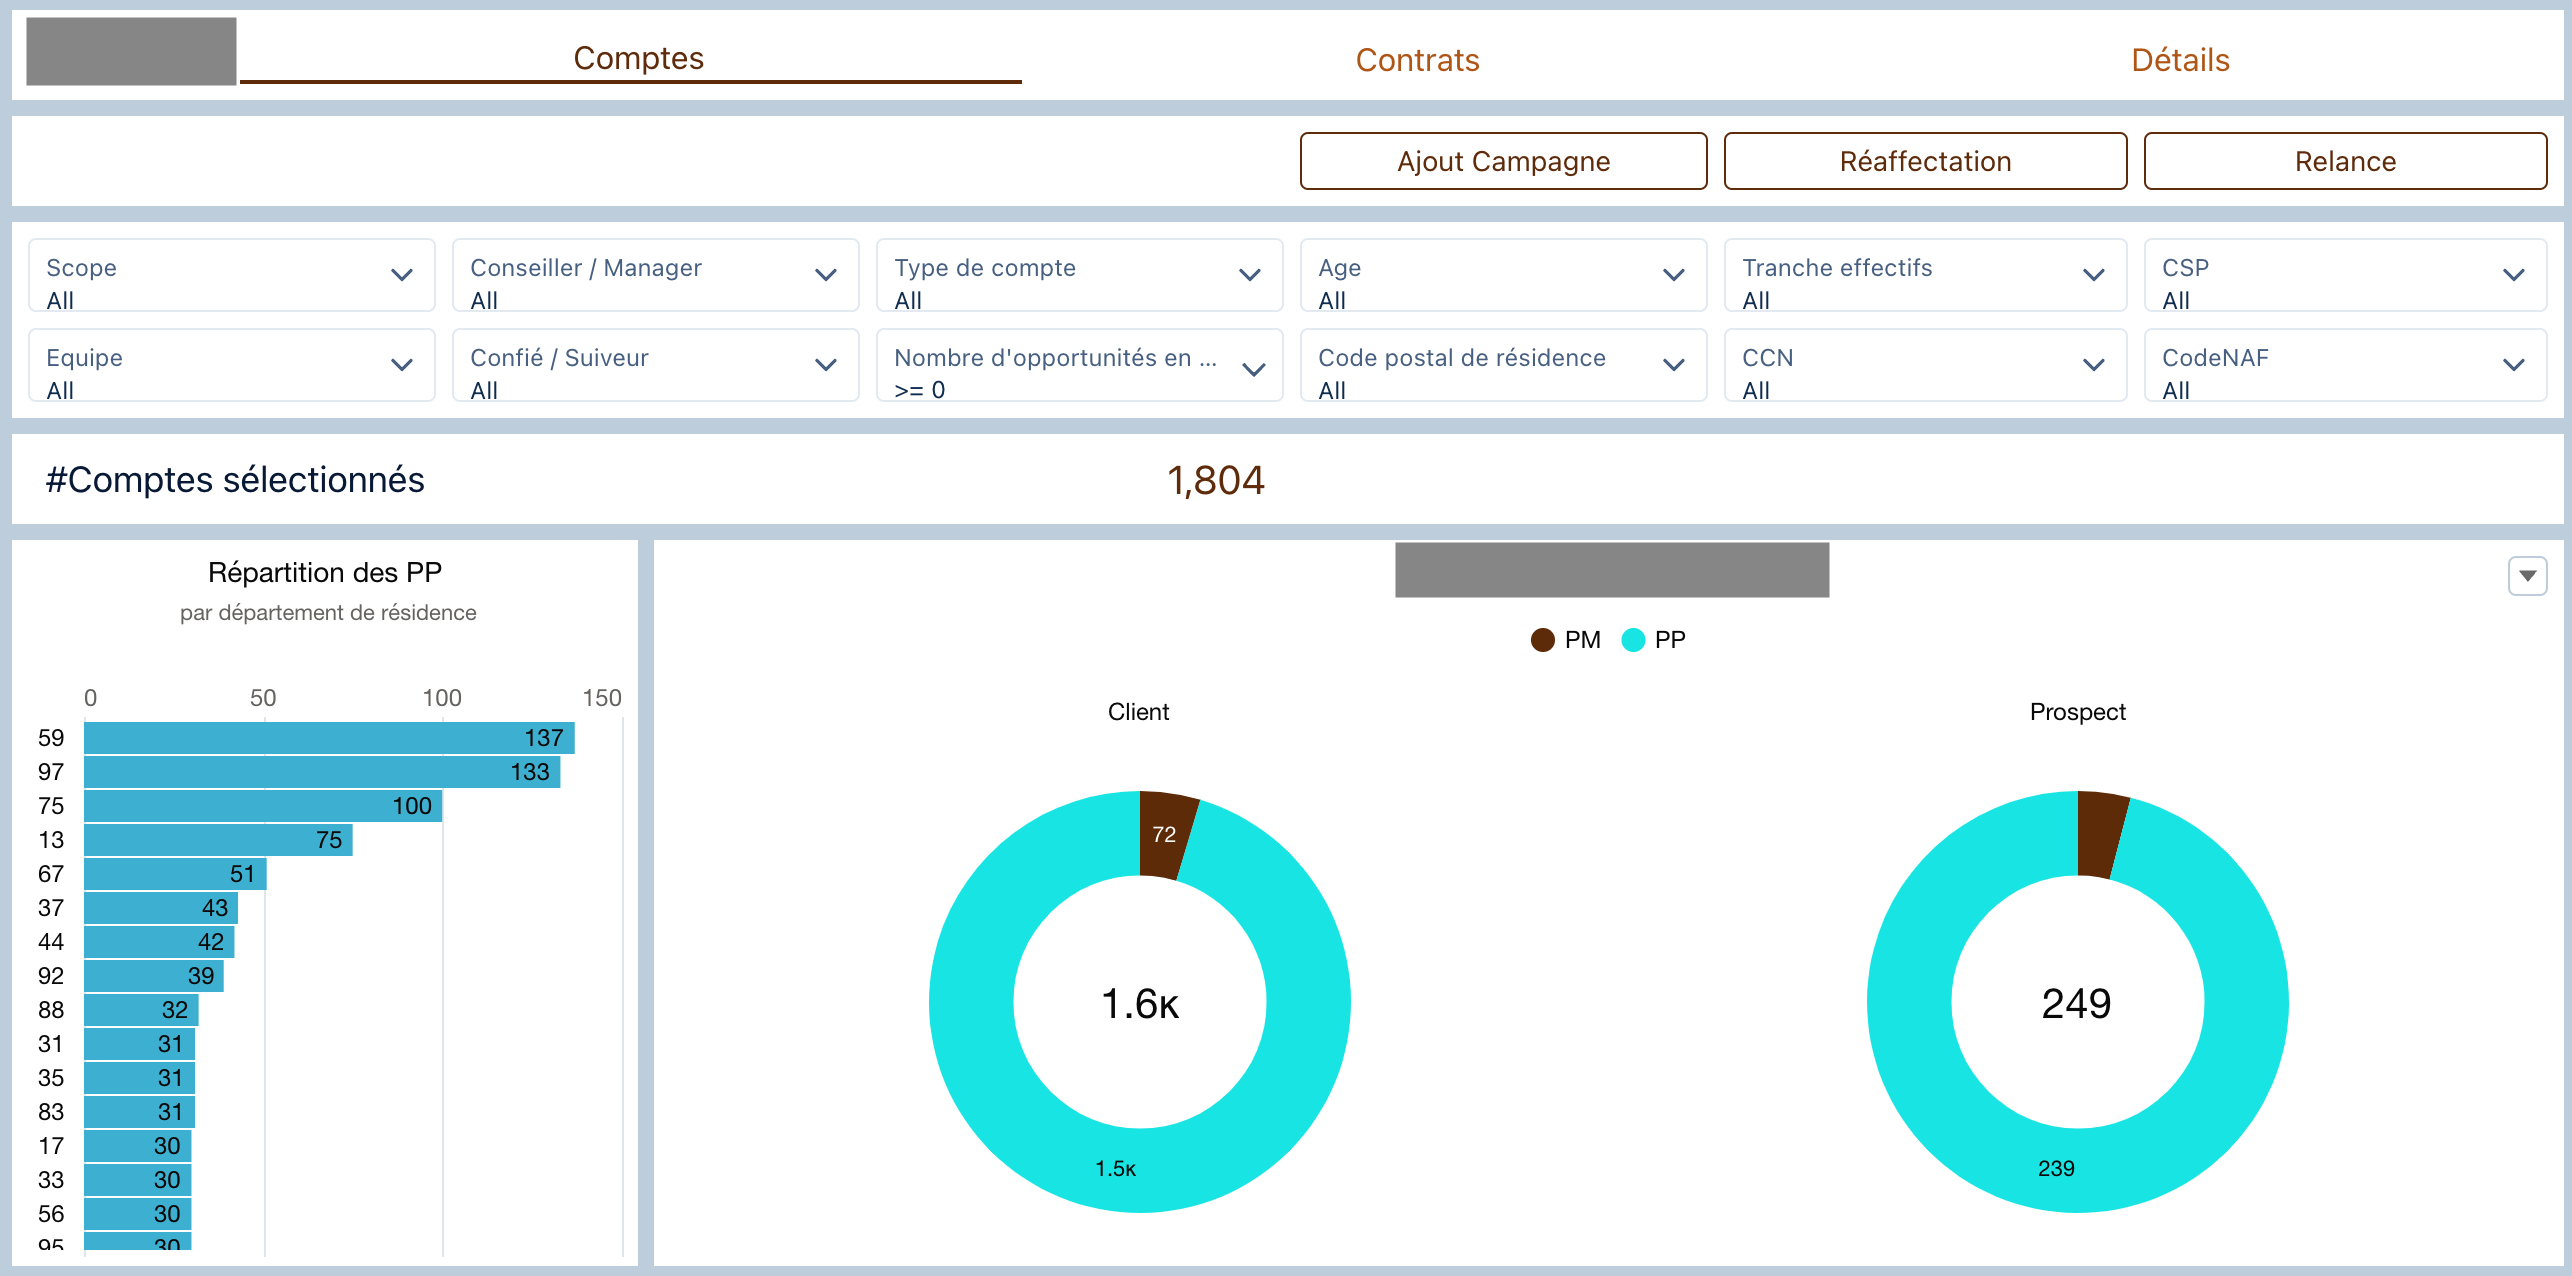 Comptes
Contrats
Détails
Ajout Campagne
Réaffectation
Relance
Scope
All
Conseiller / Manager
All
Type de compte
All
Age
All
Tranche effectifs
All
CSP
All
Equipe
All
Confié / Suiveur
All
Nombre d'opportunités en ...
>= 0
Code postal de résidence
All
CCN
All
CodeNAF
All
#Comptes sélectionnés
1,804
Répartition des PP
par département de résidence
0 50 100 150
59 137
97 133
75 100
13 75
67 51
37 43
44 42
92 39
88 32
31 31
35 31
83 31
17 30
33 30
56 30
95 30
PM PP
Client
72
1.6K
1.5K
Prospect
249
239